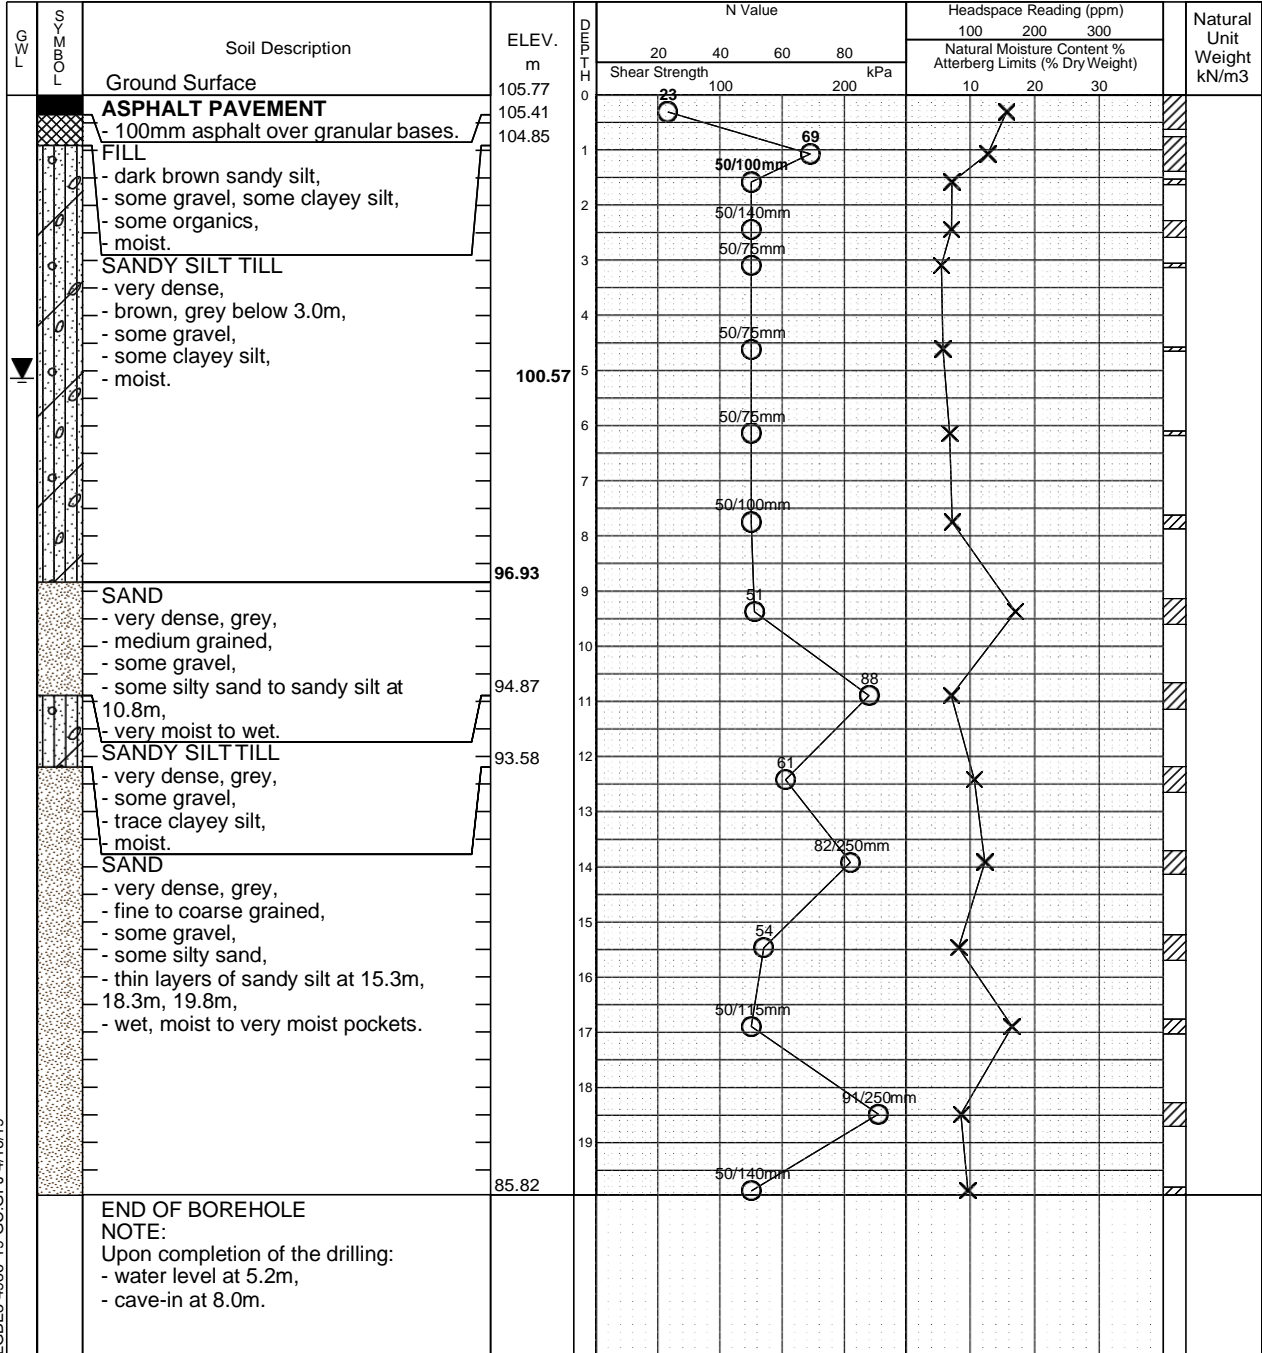 GWL
SYMBOL
Soil Description
Ground Surface
ELEV.
m
105.77
DEPTH
N Value
20 40 60 80
Shear Strength kPa
100 200
Headspace Reading (ppm)
100 200 300
Natural Moisture Content %
Atterberg Limits (% Dry Weight)
10 20 30
Natural
Unit
Weight
kN/m3
ASPHALT PAVEMENT
105.41
- 100mm asphalt over granular bases.
104.85
FILL
- dark brown sandy silt,
- some gravel, some clayey silt,
- some organics,
- moist.
SANDY SILT TILL
- very dense,
- brown, grey below 3.0m,
- some gravel,
- some clayey silt,
- moist.
100.57
96.93
SAND
- very dense, grey,
- medium grained,
- some gravel,
- some silty sand to sandy silt at
10.8m,
- very moist to wet.
94.87
SANDY SILT TILL
93.58
- very dense, grey,
- some gravel,
- trace clayey silt,
- moist.
SAND
- very dense, grey,
- fine to coarse grained,
- some gravel,
- some silty sand,
- thin layers of sandy silt at 15.3m,
18.3m, 19.8m,
- wet, moist to very moist pockets.
85.82
END OF BOREHOLE
NOTE:
Upon completion of the drilling:
- water level at 5.2m,
- cave-in at 8.0m.
0
1
2
3
4
5
6
7
8
9
10
11
12
13
14
15
16
17
18
19
23
69
50/100mm
50/140mm
50/75mm
50/75mm
50/75mm
50/100mm
51
88
61
82/250mm
54
50/115mm
91/250mm
50/140mm